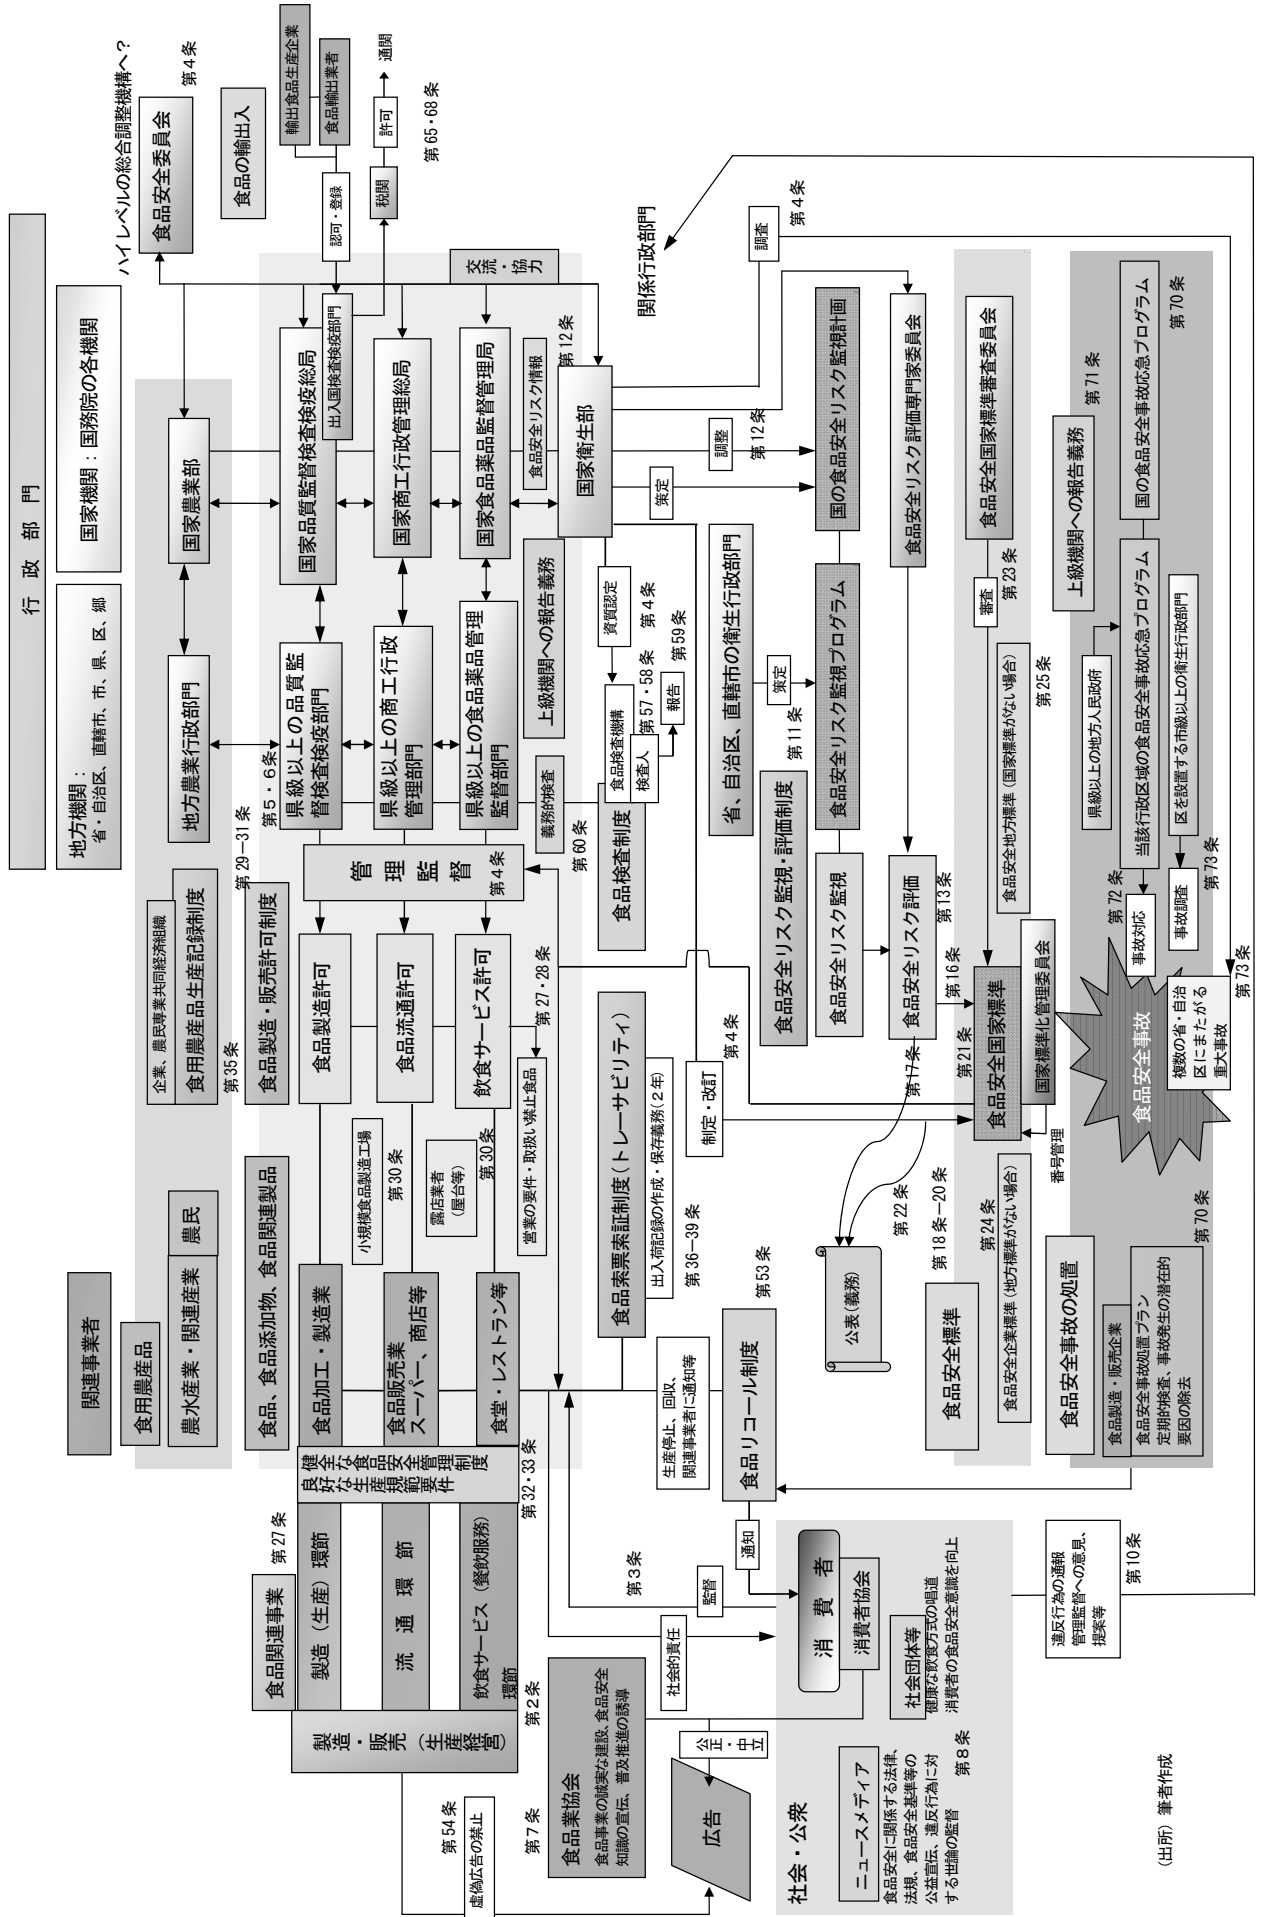 行政部門
国家機関：国務院の各機関
地方機関：
省・自治区、直轄市、市、県、区、郷
関連事業者
ハイレベルの総合調整機構へ？
食品安全委員会
第4条
国家農業部
地方農業行政部門
企業、農民専業共同経済組織
食用農産品生産記録制度
第35条
農民
農水産業・関連産業
食用農産品
食品の輸出入
輸出食品生産企業
食品輸出業者
認可・登録
税関
許可
通関
第65・68条
交流・協力
国家品質監督検査検疫総局
出入国検査検疫部門
国家商工行政管理総局
国家食品薬品監督管理局
食品安全リスク情報
第12条
国家衛生部
第5・6条
県級以上の品質監
督検査検疫部門
県級以上の商工行政
管理部門
県級以上の食品薬品管理
監督部門
上級機関への報告義務
第29－31条
食品製造・販売許可制度
管理
監督
第4条
食品製造許可
食品流通許可
飲食サービス許可
第27・28条
小規模食品製造工場
第30条
露店業者
（屋台等）
第30条
営業の要件・取扱い禁止食品
食品、食品添加物、食品関連製品
食品加工・製造業
食品販売業
スーパー、商店等
食堂・レストラン等
健全な食品安全管理制度
良好な生産規範要件
第32・33条
食品関連事業
第27条
製造（生産）環節
流通環節
飲食サービス（餐飲服務）
環節
製造・販売
（生産経営）
第2条
義務的検査
第60条
食品検査制度
食品検査機構
検査人
資質認定
第4条
第57・58条
報告
第59条
食品索票索証制度（トレーサビリティ）
出入荷記録の作成・保存義務（2年）
第36－39条
生産停止、回収、
関連事業者に通知等
食品リコール制度
第53条
通知
監督
第3条
社会的責任
食品業協会
食品事業の誠実な建設、食品安全
知識の宣伝、普及推進の誘導
第7条
虚偽広告の禁止
第54条
広告
公正・中立
関係行政部門
調査
第4条
調整
第12条
策定
国の食品安全リスク監視計画
省、自治区、直轄市の衛生行政部門
策定
第11条
食品安全リスク監視プログラム
食品安全リスク監視・評価制度
食品安全リスク監視
食品安全リスク評価専門家委員会
食品安全リスク評価
第13条
第16条
第17条
制定・改訂
第4条
公表（義務）
第22条
食品安全国家標準審査委員会
審査
第23条
食品安全地方標準（国家標準がない場合）
第25条
食品安全国家標準
第21条
国家標準化管理委員会
番号管理
第18条－20条
第24条
食品安全企業標準（地方標準がない場合）
食品安全標準
上級機関への報告義務
第71条
国の食品安全事故応急プログラム
第70条
県級以上の地方人民政府
当該行政区域の食品安全事故応急プログラム
区を設置する市級以上の衛生行政部門
事故対応
第72条
事故調査
第73条
食品安全事故
複数の省・自治
区にまたがる
重大事故
第73条
食品安全事故の処置
食品製造・販売企業
食品安全事故処置プラン
定期的検査、事故発生の潜在的
要因の除去
第70条
違反行為の通報
管理監督への意見、
提案等
第10条
社会・公衆
消費者
消費者協会
社会団体等
健康な飲食方式の唱道
消費者の食品安全意識を向上
ニュースメディア
食品安全に関係する法律、
法規、食品安全基準等の
公益宣伝、違反行為に対
する世論の監督
第8条
（出所）筆者作成